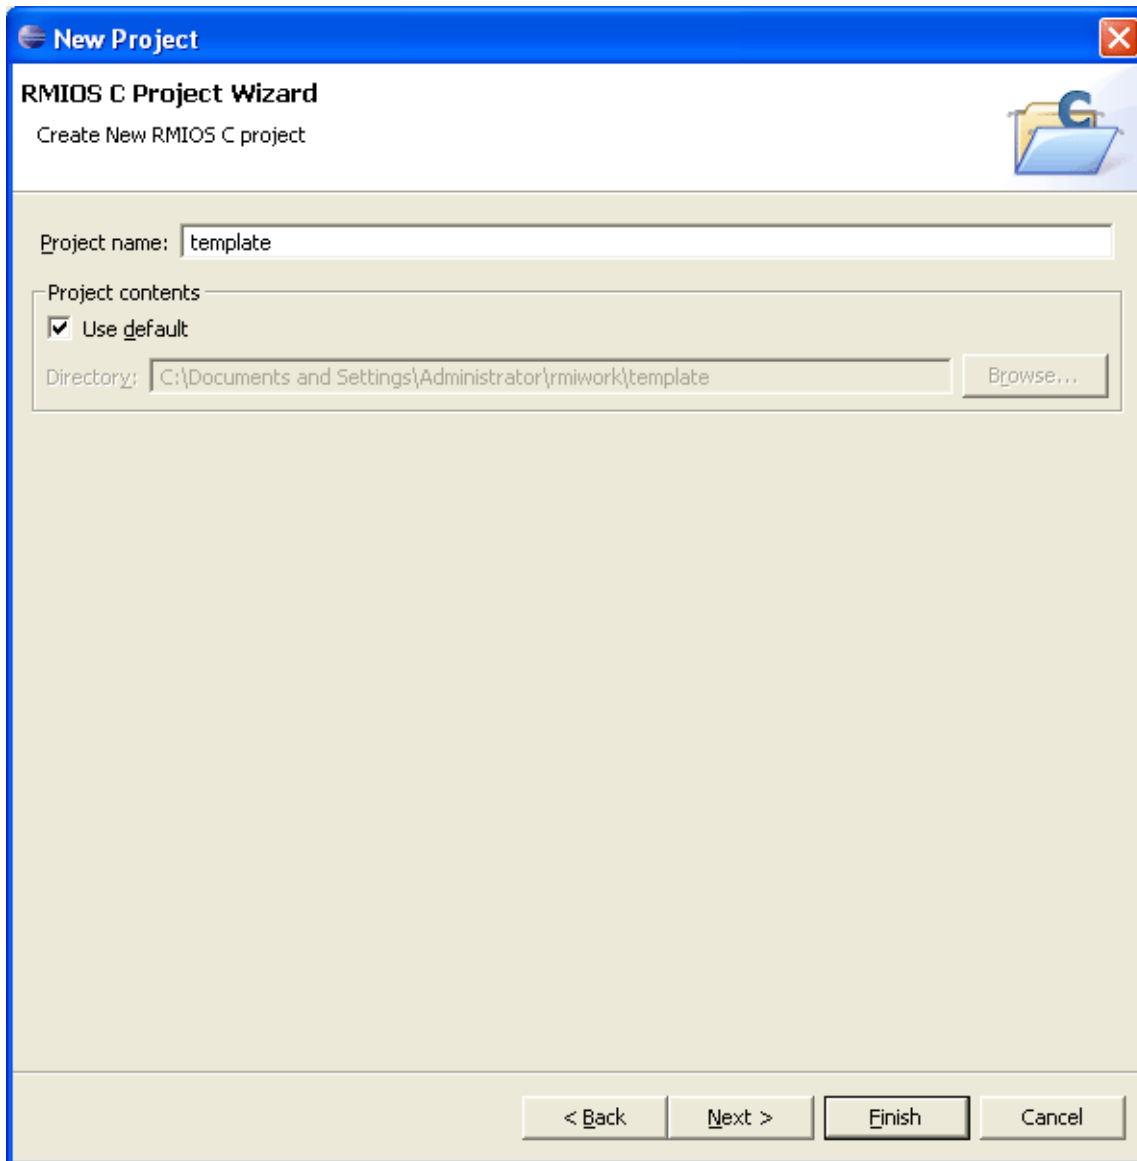 New Project
RMIOS C Project Wizard
Create New RMIOS C project
Project name: template
Project contents
Use default
Directory: C:\Documents and Settings\Administrator\rmiwork\template Browse...
< Back Next > Finish Cancel